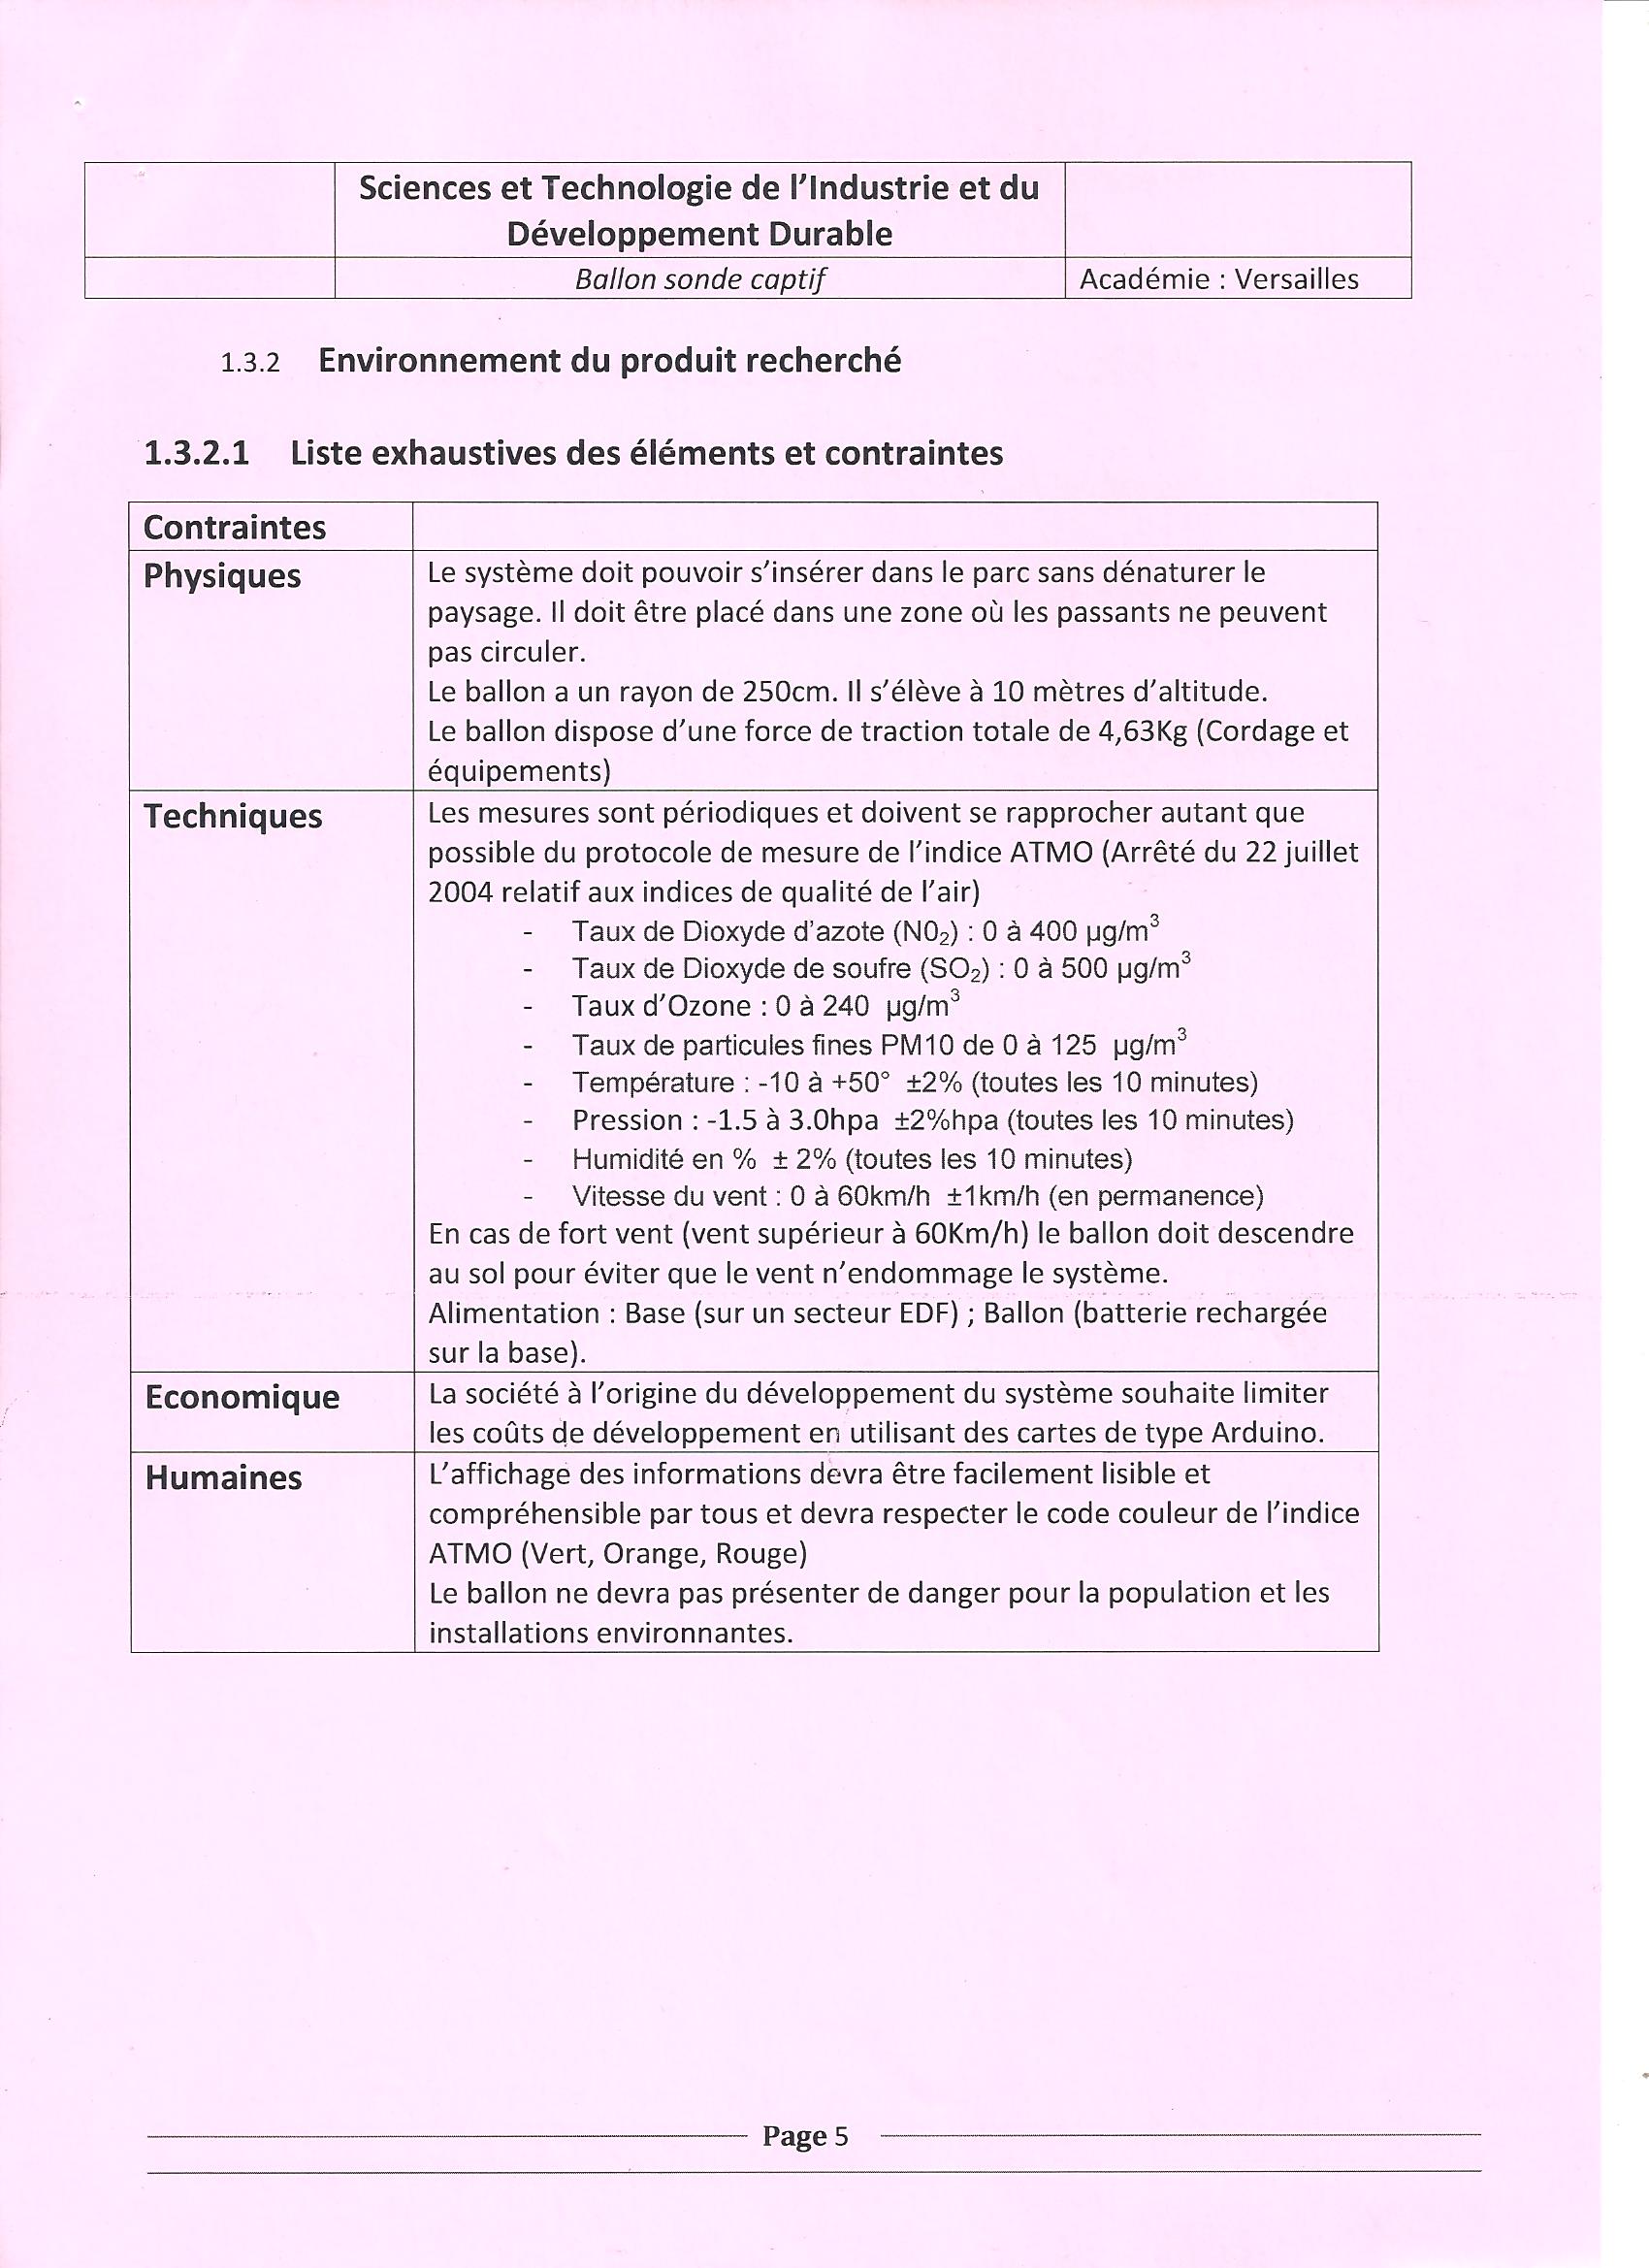 Sciences et Technologie de l'Industrie et du
Développement Durable
Ballon sonde captif
Académie : Versailles
1.3.2 Environnement du produit recherché
1.3.2.1 Liste exhaustives des éléments et contraintes
Contraintes
Physiques
Le système doit pouvoir s'insérer dans le parc sans dénaturer le
paysage. Il doit être placé dans une zone où les passants ne peuvent
pas circuler.
Le ballon a un rayon de 250cm. Il s'élève à 10 mètres d'altitude.
Le ballon dispose d'une force de traction totale de 4,63Kg (Cordage et
équipements)
Techniques
Les mesures sont périodiques et doivent se rapprocher autant que
possible du protocole de mesure de l'indice ATMO (Arrêté du 22 juillet
2004 relatif aux indices de qualité de l'air)
- Taux de Dioxyde d'azote (N0₂) : 0 à 400 µg/m³
- Taux de Dioxyde de soufre (SO₂) : 0 à 500 µg/m³
- Taux d'Ozone : 0 à 240 µg/m³
- Taux de particules fines PM10 de 0 à 125 µg/m³
- Température : -10 à +50° ±2% (toutes les 10 minutes)
- Pression : -1.5 à 3.0hpa ±2%hpa (toutes les 10 minutes)
- Humidité en % ± 2% (toutes les 10 minutes)
- Vitesse du vent : 0 à 60km/h ±1km/h (en permanence)
En cas de fort vent (vent supérieur à 60Km/h) le ballon doit descendre
au sol pour éviter que le vent n'endommage le système.
Alimentation : Base (sur un secteur EDF) ; Ballon (batterie rechargée
sur la base).
Economique
La société à l'origine du développement du système souhaite limiter
les coûts de développement en utilisant des cartes de type Arduino.
Humaines
L'affichage des informations devra être facilement lisible et
compréhensible par tous et devra respecter le code couleur de l'indice
ATMO (Vert, Orange, Rouge)
Le ballon ne devra pas présenter de danger pour la population et les
installations environnantes.
Page 5